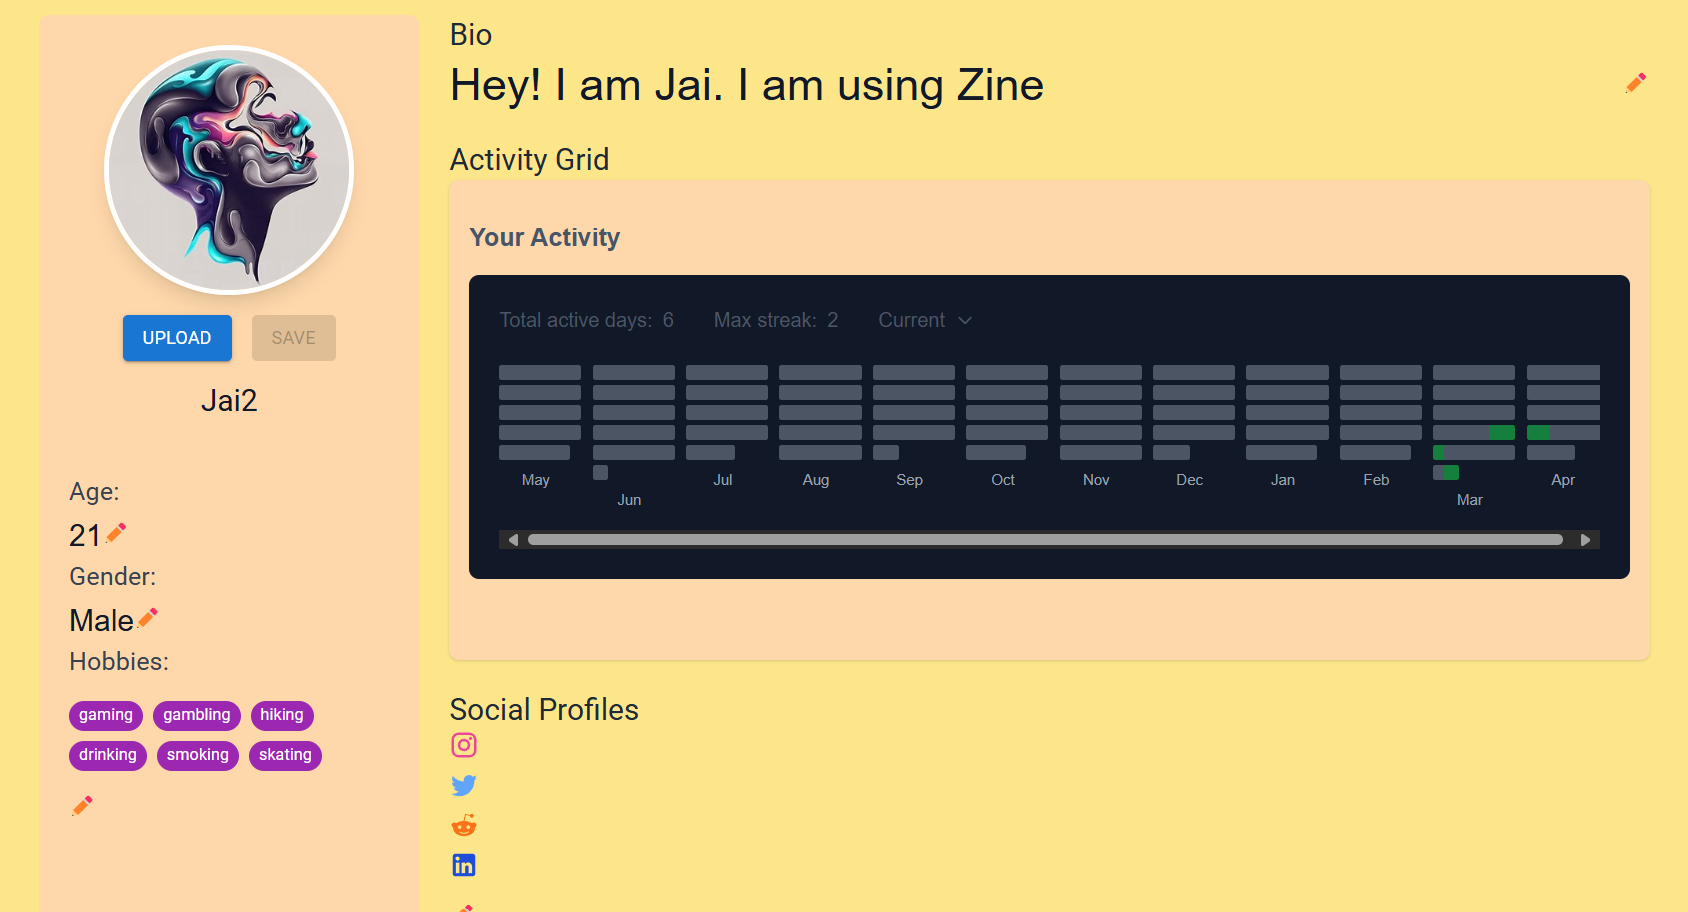 Bio
Hey! I am Jai. I am using Zine
Activity Grid
Your Activity
Total active days: 6 Max streak: 2 Current
May Jun Jul Aug Sep Oct Nov Dec Jan Feb Mar Apr
UPLOAD SAVE
Jai2
Age:
21
Gender:
Male
Hobbies:
gaming gambling hiking
drinking smoking skating
Social Profiles
in